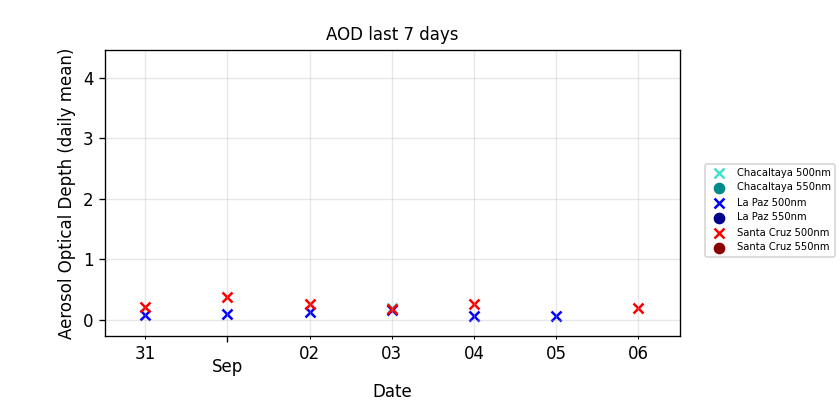 AOD last 7 days
Aerosol Optical Depth (daily mean)
4
3
2
1
0
31
Sep
02
03
04
05
06
Date
Chacaltaya 500nm
Chacaltaya 550nm
La Paz 500nm
La Paz 550nm
Santa Cruz 500nm
Santa Cruz 550nm